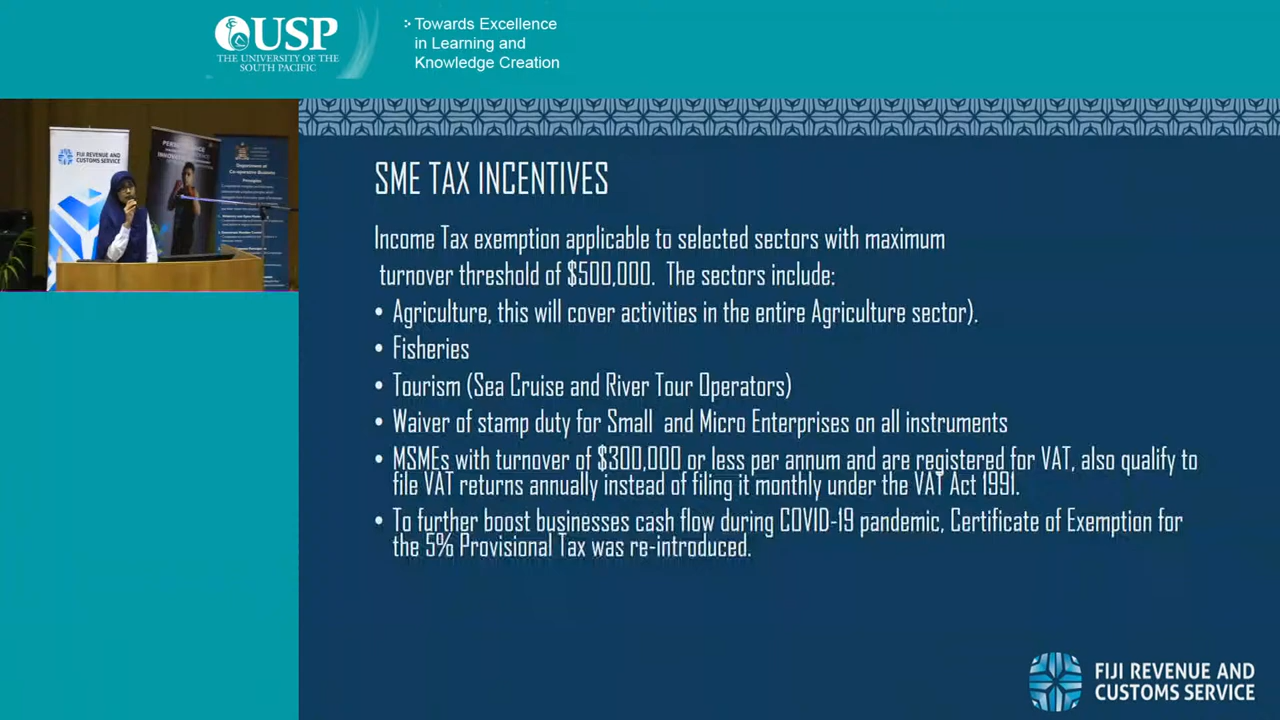 USP
THE UNIVERSITY OF THE
SOUTH PACIFIC
Towards Excellence
in Learning and
Knowledge Creation
FIJI REVENUE AND
CUSTOMS SERVICE
Department of
Co-operative Business
SME TAX INCENTIVES
Income Tax exemption applicable to selected sectors with maximum
turnover threshold of $500,000. The sectors include:
• Agriculture, this will cover activities in the entire Agriculture sector).
• Fisheries
• Tourism (Sea Cruise and River Tour Operators)
• Waiver of stamp duty for Small and Micro Enterprises on all instruments
• MSMEs with turnover of $300,000 or less per annum and are registered for VAT, also qualify to
file VAT returns annually instead of filing it monthly under the VAT Act 1991.
• To further boost businesses cash flow during COVID-19 pandemic, Certificate of Exemption for
the 5% Provisional Tax was re-introduced.
FIJI REVENUE AND
CUSTOMS SERVICE